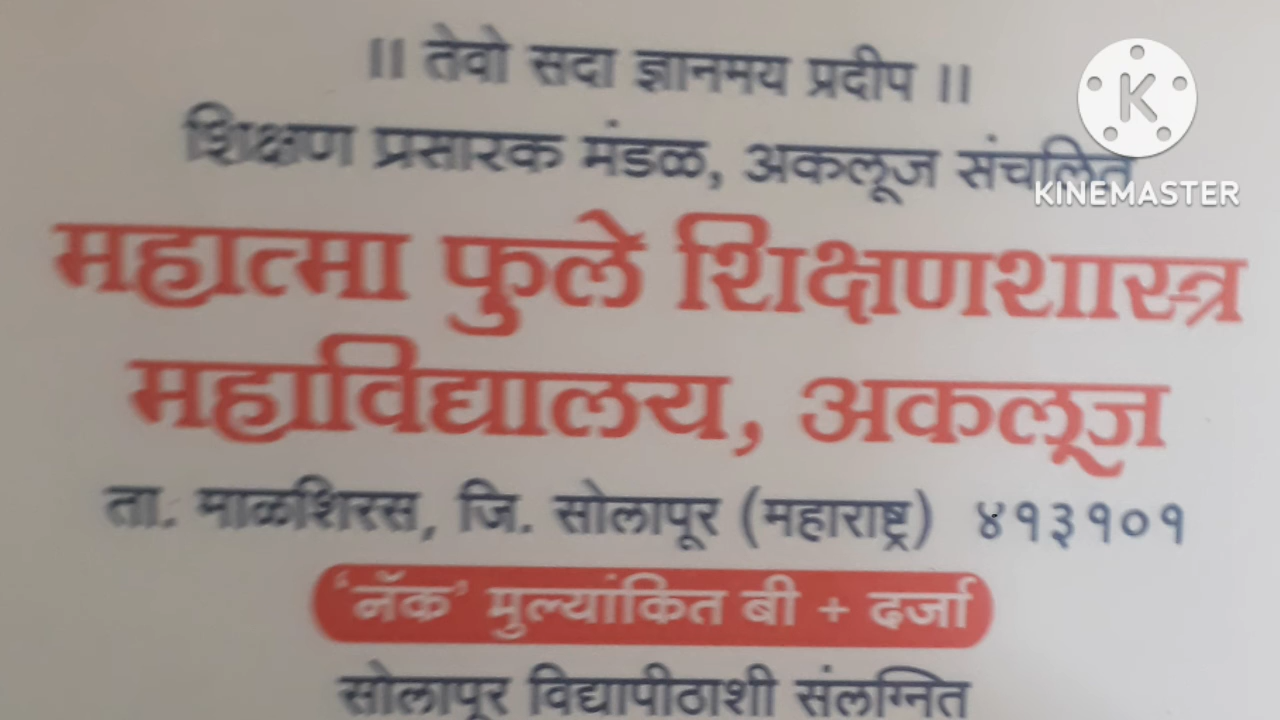 ।। तेवो सदा ज्ञानमय प्रदीप ।।
शिक्षण प्रसारक मंडळ, अकलूज संचलित
महात्मा फुले शिक्षणशास्त्र
महाविद्यालय, अकलूज
ता. माळशिरस, जि. सोलापूर (महाराष्ट्र) ४१३१०१
'नॅक' मुल्यांकित बी + दर्जा
सोलापूर विद्यापीठाशी संलग्नित
K
KINEMASTER